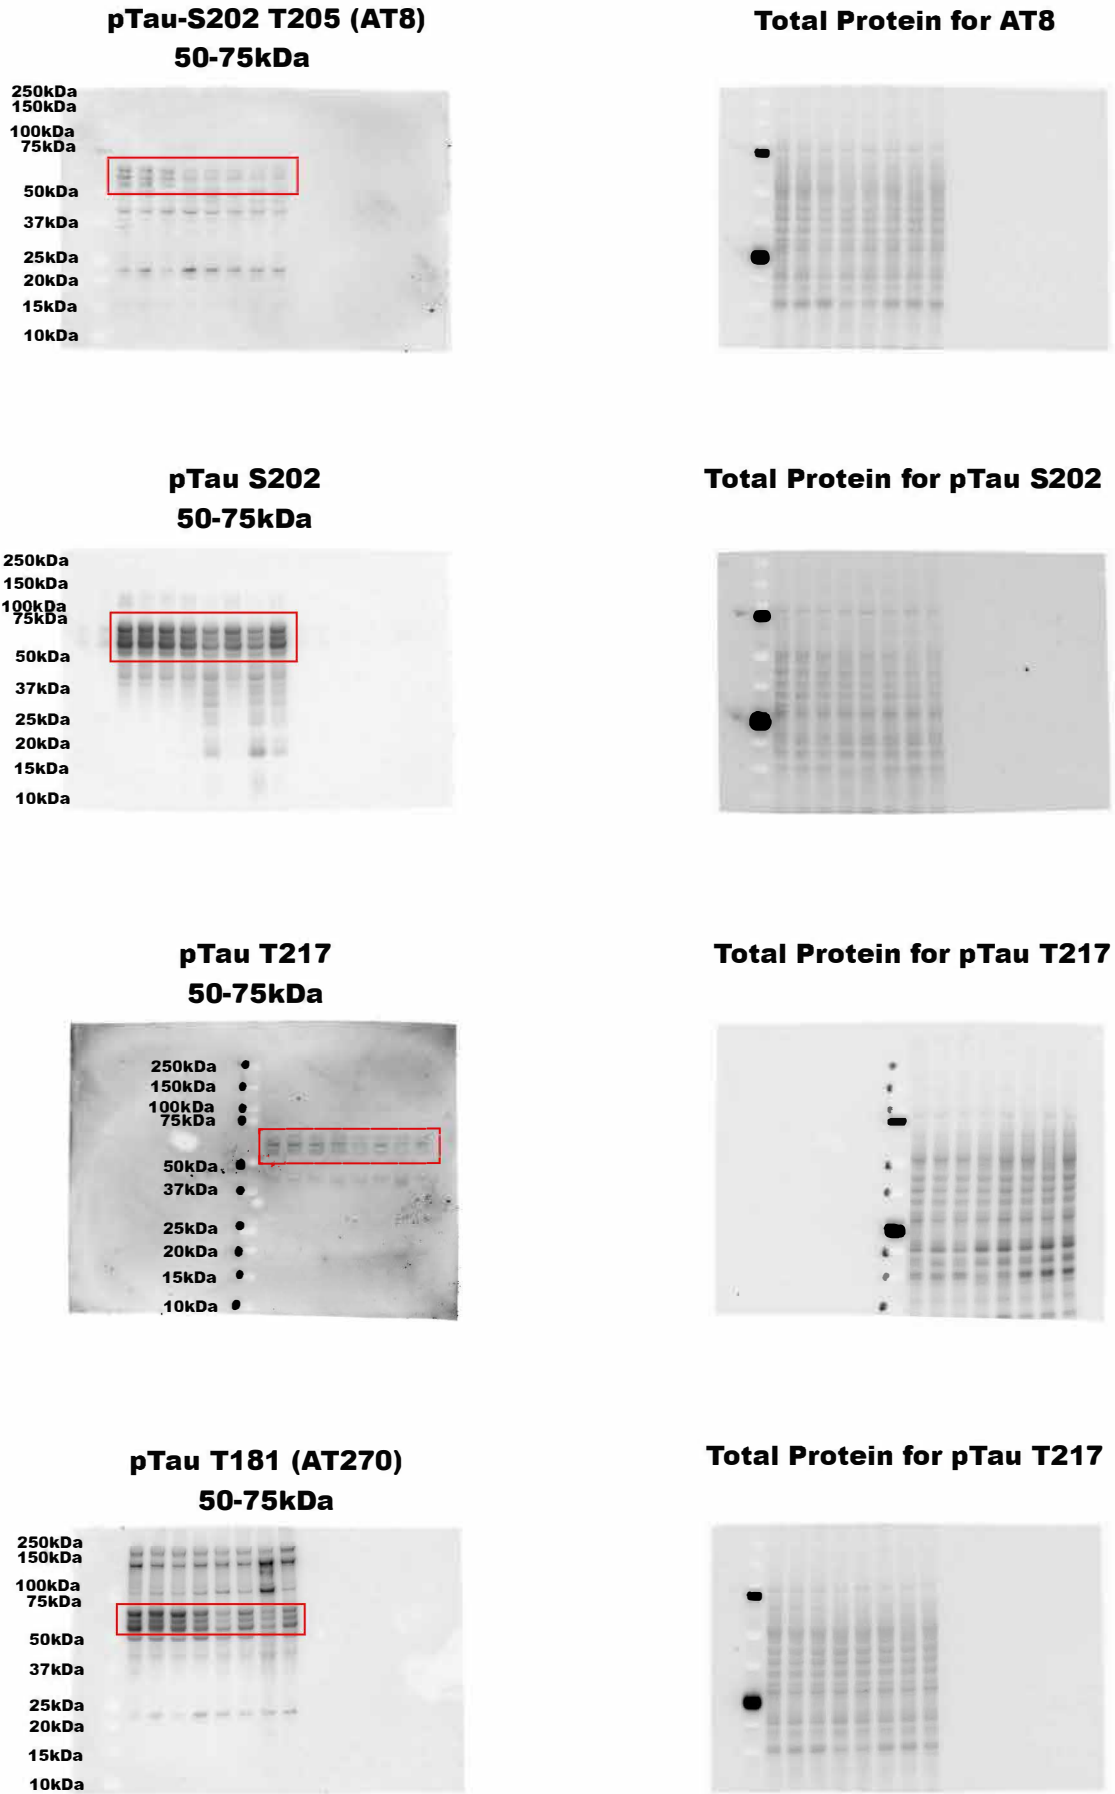 pTau-S202 T205 (AT8)
50-75kDa
Total Protein for AT8
250kDa
150kDa
100kDa
75kDa
50kDa
37kDa
25kDa
20kDa
15kDa
10kDa
pTau S202
50-75kDa
Total Protein for pTau S202
250kDa
150kDa
100kDa
75kDa
50kDa
37kDa
25kDa
20kDa
15kDa
10kDa
pTau T217
50-75kDa
Total Protein for pTau T217
250kDa
150kDa
100kDa
75kDa
50kDa
37kDa
25kDa
20kDa
15kDa
10kDa
pTau T181 (AT270)
50-75kDa
Total Protein for pTau T217
250kDa
150kDa
100kDa
75kDa
50kDa
37kDa
25kDa
20kDa
15kDa
10kDa